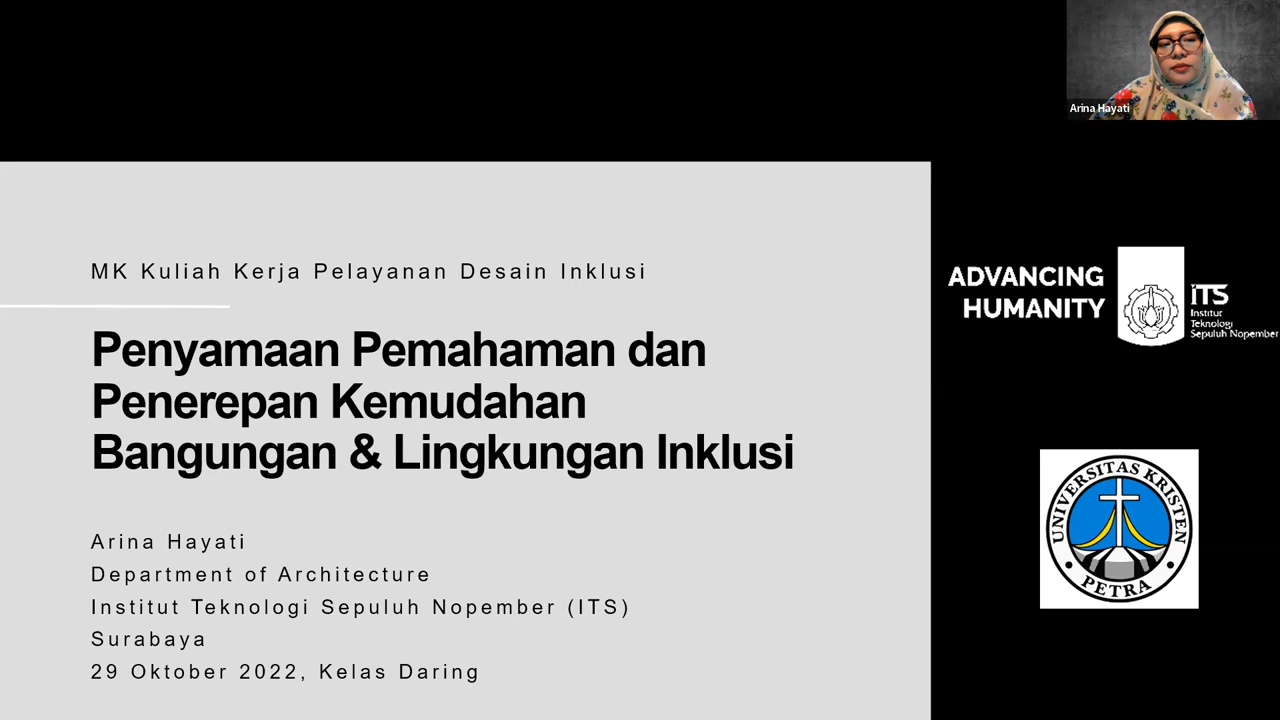 Arina Hayati
MK Kuliah Kerja Pelayanan Desain Inklusi
Penyamaan Pemahaman dan
Penerepan Kemudahan
Bangungan & Lingkungan Inklusi
Arina Hayati
Department of Architecture
Institut Teknologi Sepuluh Nopember (ITS)
Surabaya
29 Oktober 2022, Kelas Daring
ADVANCING
HUMANITY
ITS
Institut
Teknologi
Sepuluh Nopember
UNIVERSITAS KRISTEN
PETRA